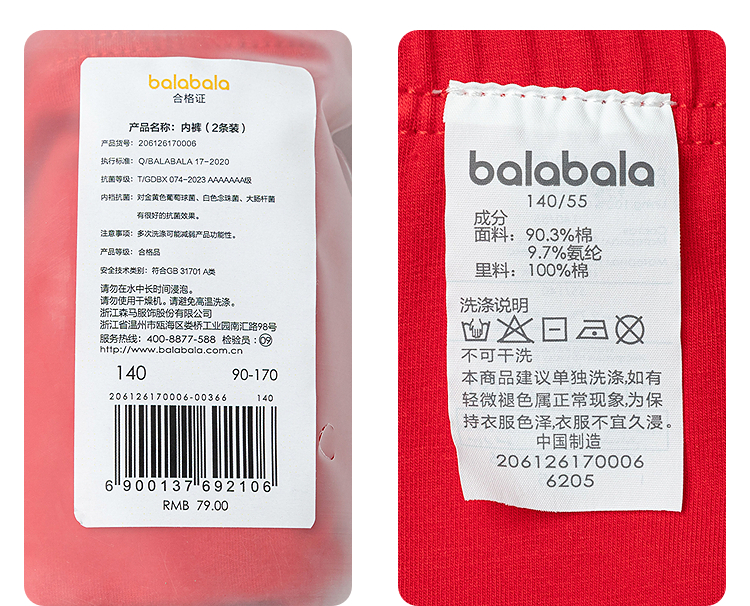 balabala
合格证
产品名称：内裤（2条装）
产品货号：206126170006
执行标准：Q/BALABALA 17-2020
抗菌等级：T/GDBX 074-2023 AAAAAAA级
内裆抗菌：对金黄色葡萄球菌、白色念珠菌、大肠杆菌
有很好的抗菌效果。
注意事项：多次洗涤可能减弱产品功能性。
产品等级：合格品
安全技术类别：符合GB 31701 A类
请勿在水中长时间浸泡。
请勿使用干燥机。请避免高温洗涤。
浙江森马服饰股份有限公司
浙江省温州市瓯海区娄桥工业园南汇路98号
服务热线：400-8877-588 检验员：09
http://www.balabala.com.cn
140 90-170
206126170006-00366 140
6 900137 692106
RMB 79.00
balabala
140/55
成分
面料：90.3%棉
9.7%氨纶
里料：100%棉
洗涤说明
不可干洗
本商品建议单独洗涤,如有
轻微褪色属正常现象,为保
持衣服色泽,衣服不宜久浸。
中国制造
206126170006
6205